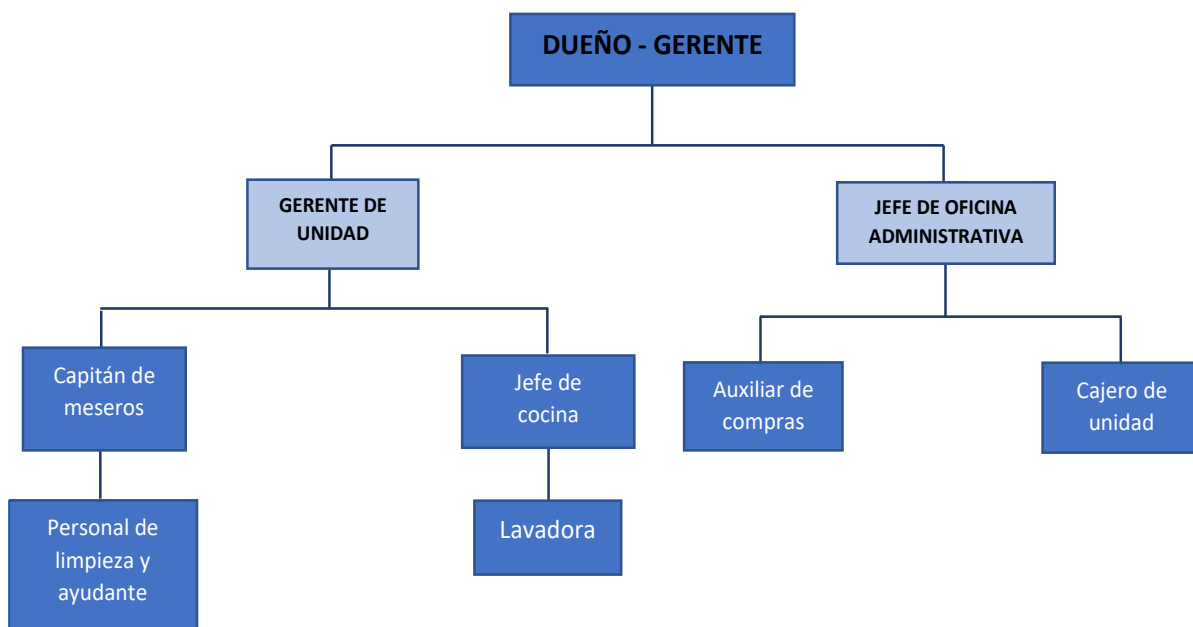 DUEÑO - GERENTE
GERENTE DE
UNIDAD
JEFE DE OFICINA
ADMINISTRATIVA
Capitán de
meseros
Jefe de
cocina
Auxiliar de
compras
Cajero de
unidad
Personal de
limpieza y
ayudante
Lavadora